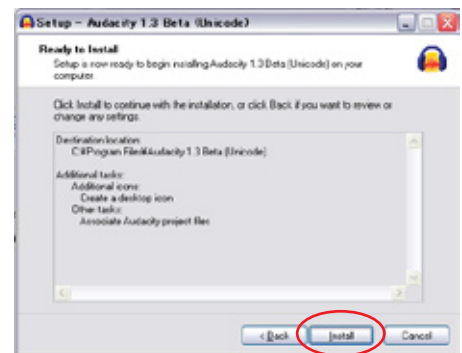 Setup - Audacity 1.3 Beta (Unicode)
Ready to Install
Setup is now ready to begin installing Audacity 1.3 Beta (Unicode) on your
computer.
Click Install to continue with the installation, or click Back if you want to review or
change any settings.
Destination location:
C:¥Program Files¥Audacity 1.3 Beta (Unicode)
Additional tasks:
Additional icons:
Create a desktop icon
Other tasks:
Associate Audacity project files
< Back
Install
Cancel